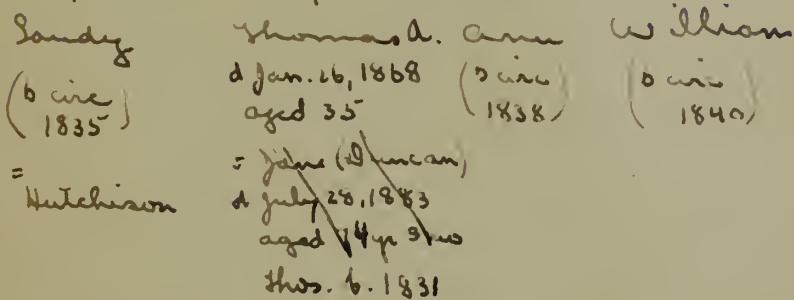 Sandy Thomas A. Ann William
(b circ 1835) d Jan. 26, 1868 aged 35 (b circ 1838) (b circ 1840)
= Hutchison
= Jane (Duncan)
d July 28, 1883
aged 74 yr 3 mo
Thos. b. 1831